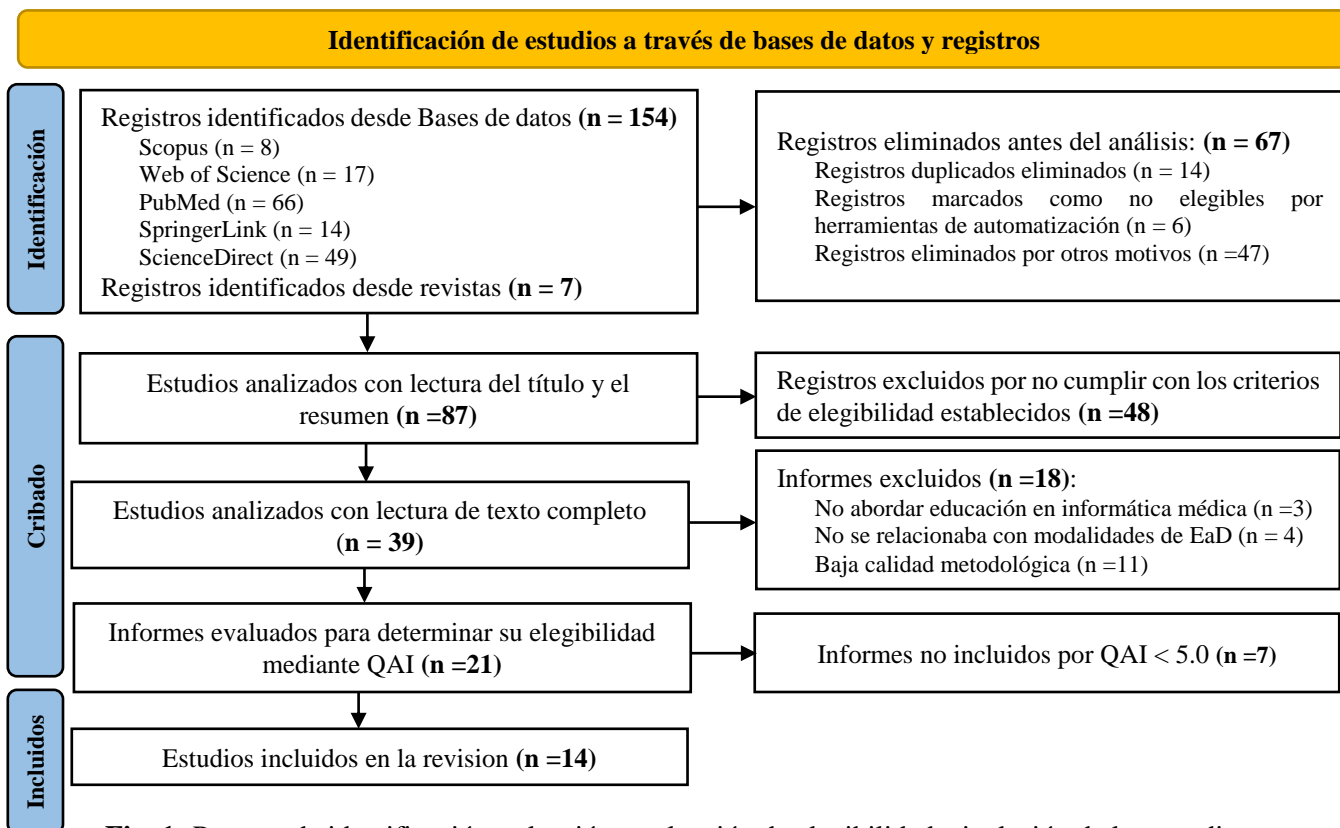 Identificación de estudios a través de bases de datos y registros
Identificación
Registros identificados desde Bases de datos (n = 154)
Scopus (n = 8)
Web of Science (n = 17)
PubMed (n = 66)
SpringerLink (n = 14)
ScienceDirect (n = 49)
Registros identificados desde revistas (n = 7)
Registros eliminados antes del análisis: (n = 67)
Registros duplicados eliminados (n = 14)
Registros marcados como no elegibles por
herramientas de automatización (n = 6)
Registros eliminados por otros motivos (n =47)
Cribado
Estudios analizados con lectura del título y el
resumen (n =87)
Registros excluidos por no cumplir con los criterios
de elegibilidad establecidos (n =48)
Estudios analizados con lectura de texto completo
(n = 39)
Informes excluidos (n =18):
No abordar educación en informática médica (n =3)
No se relacionaba con modalidades de EaD (n = 4)
Baja calidad metodológica (n =11)
Informes evaluados para determinar su elegibilidad
mediante QAI (n =21)
Informes no incluidos por QAI < 5.0 (n =7)
Incluidos
Estudios incluidos en la revision (n =14)